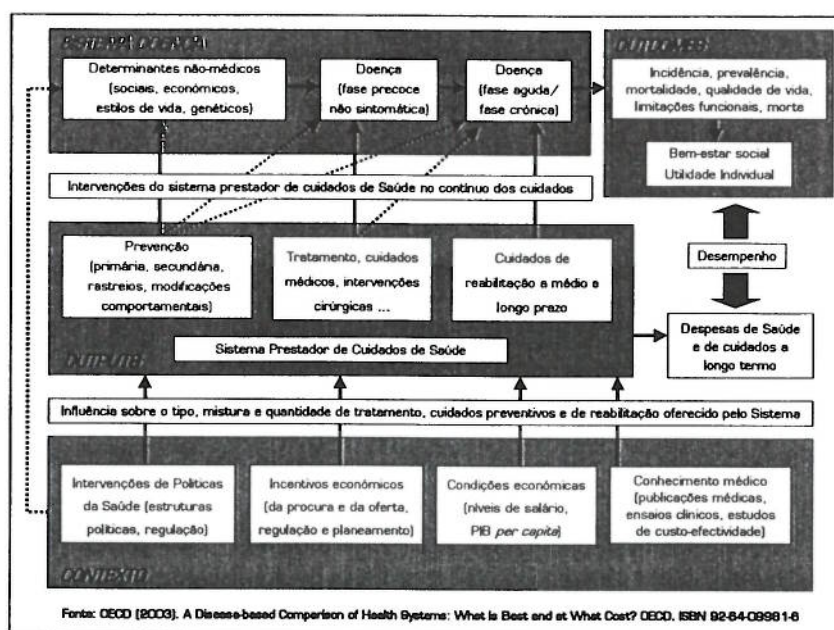 SISTEMA DOENÇA
Determinantes não-médicos
(sociais, económicos,
estilos de vida, genéticos)
Doença
(fase precoce
não sintomática)
Doença
(fase aguda/
fase crónica)
OUTCOMES
Incidência, prevalência,
mortalidade, qualidade de vida,
limitações funcionais, morte
Bem-estar social
Utilidade Individual
Intervenções do sistema prestador de cuidados de Saúde no contínuo dos cuidados
Prevenção
(primária, secundária,
rastreios, modificações
comportamentais)
Tratamento, cuidados
médicos, intervenções
cirúrgicas ...
Cuidados de
reabilitação a médio e
longo prazo
Desempenho
Despesas de Saúde
e de cuidados a
longo termo
OUTPUTS
Sistema Prestador de Cuidados de Saúde
Influência sobre o tipo, mistura e quantidade de tratamento, cuidados preventivos e de reabilitação oferecido pelo Sistema
Intervenções de Políticas
da Saúde (estruturas
políticas, regulação)
Incentivos económicos
(da procura e da oferta,
regulação e planeamento)
Condições económicas
(níveis de salário,
PIB per capita)
Conhecimento médico
(publicações médicas,
ensaios clínicos, estudos
de custo-efectividade)
CONTEXTO
Fonte: OECD (2003). A Disease-based Comparison of Health Systems: What Is Best and at What Cost? OECD. ISBN 92-64-09981-6